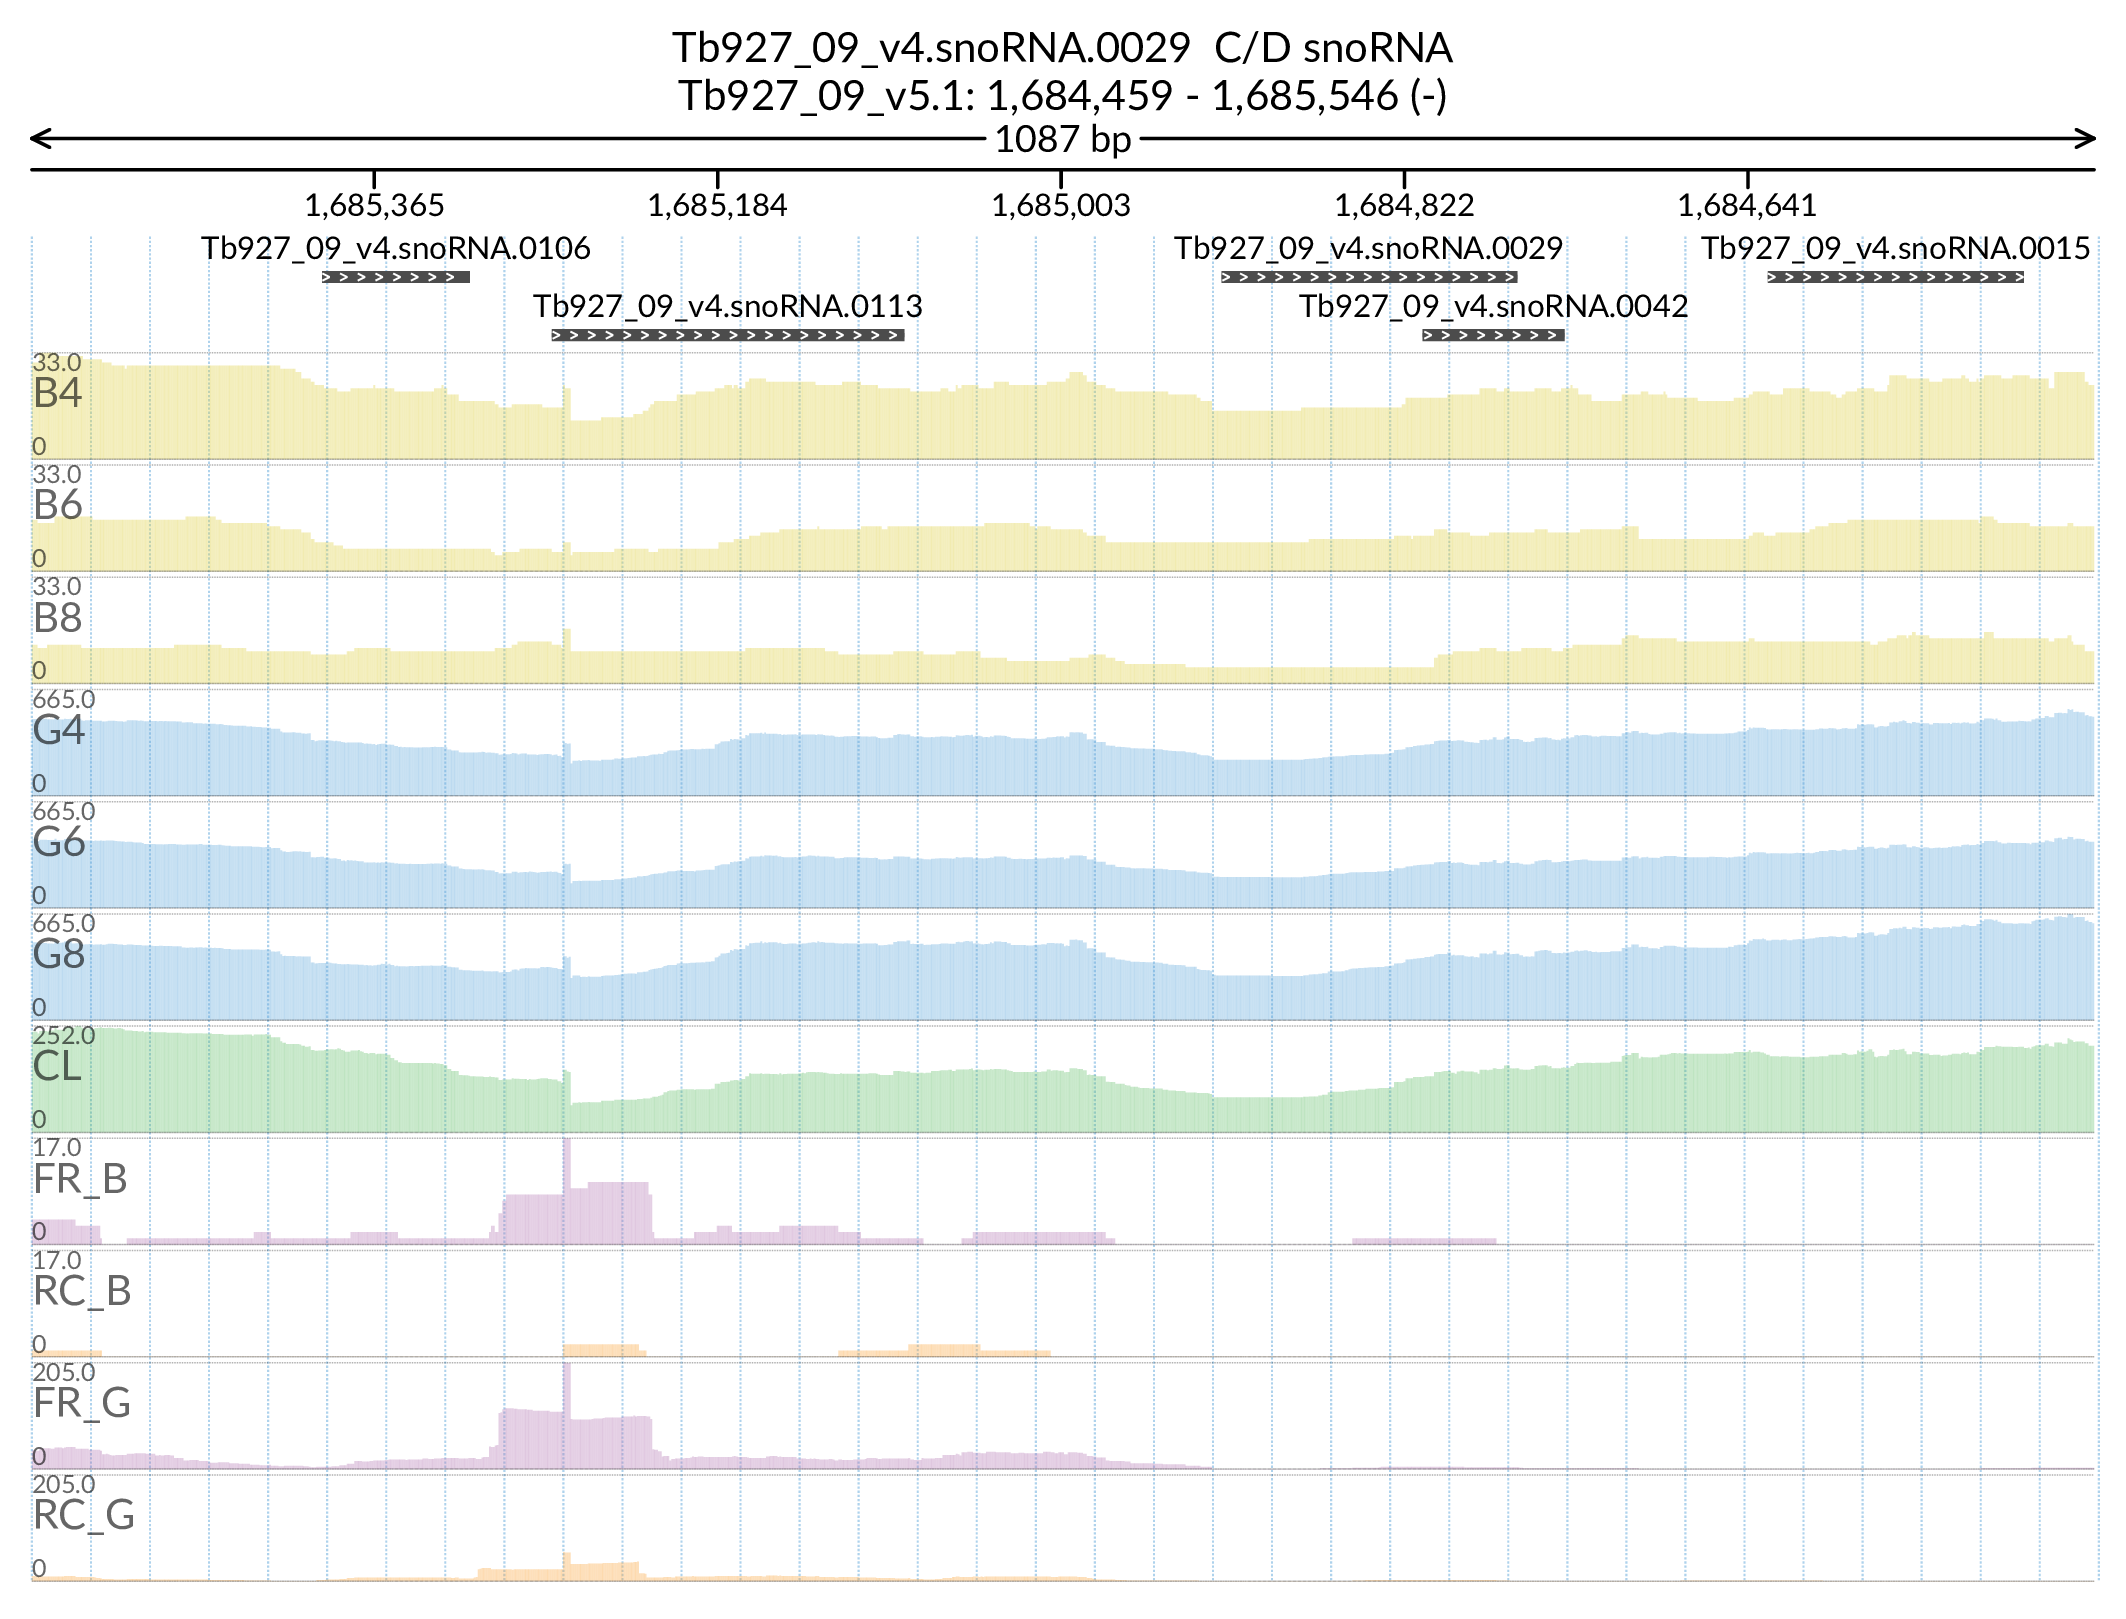 Tb927_09_v4.snoRNA.0029 C/D snoRNA
Tb927_09_v5.1: 1,684,459 - 1,685,546 (-)
1087 bp
1,685,365 1,685,184 1,685,003 1,684,822 1,684,641
Tb927_09_v4.snoRNA.0106 Tb927_09_v4.snoRNA.0029 Tb927_09_v4.snoRNA.0015
Tb927_09_v4.snoRNA.0113 Tb927_09_v4.snoRNA.0042
33.0
B4
0
33.0
B6
0
33.0
B8
0
665.0
G4
0
665.0
G6
0
665.0
G8
0
252.0
CL
0
17.0
FR_B
0
17.0
RC_B
0
205.0
FR_G
0
205.0
RC_G
0